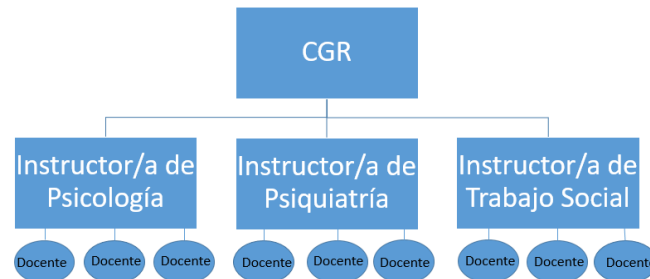 CGR
Instructor/a de
Psicología
Instructor/a de
Psiquiatría
Instructor/a de
Trabajo Social
Docente
Docente
Docente
Docente
Docente
Docente
Docente
Docente
Docente